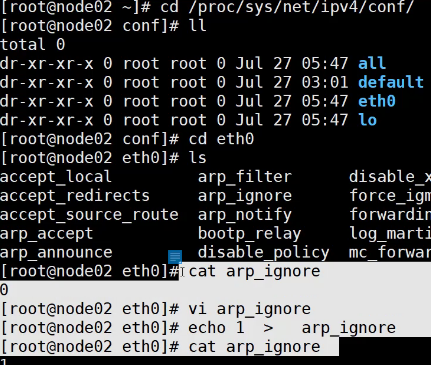 [root@node02 ~]# cd /proc/sys/net/ipv4/conf/
[root@node02 conf]# ll
total 0
dr-xr-xr-x 0 root root 0 Jul 27 05:47 all
dr-xr-xr-x 0 root root 0 Jul 27 03:01 default
dr-xr-xr-x 0 root root 0 Jul 27 05:47 eth0
dr-xr-xr-x 0 root root 0 Jul 27 05:47 lo
[root@node02 conf]# cd eth0
[root@node02 eth0]# ls
accept_local arp_filter disable_x
accept_redirects arp_ignore force_igm
accept_source_route arp_notify forwardin
arp_accept bootp_relay log_marti
arp_announce disable_policy mc_forwar
[root@node02 eth0]# cat arp_ignore
0
[root@node02 eth0]# vi arp_ignore
[root@node02 eth0]# echo 1 > arp_ignore
[root@node02 eth0]# cat arp_ignore
1